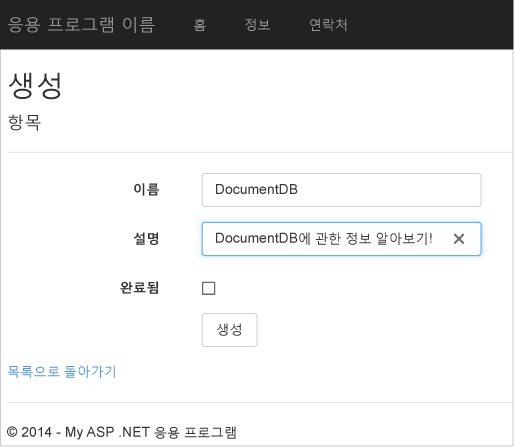 응용 프로그램 이름 홈 정보 연락처
생성
항목
이름 DocumentDB
설명 DocumentDB에 관한 정보 알아보기!
완료됨
생성
목록으로 돌아가기
© 2014 - My ASP .NET 응용 프로그램